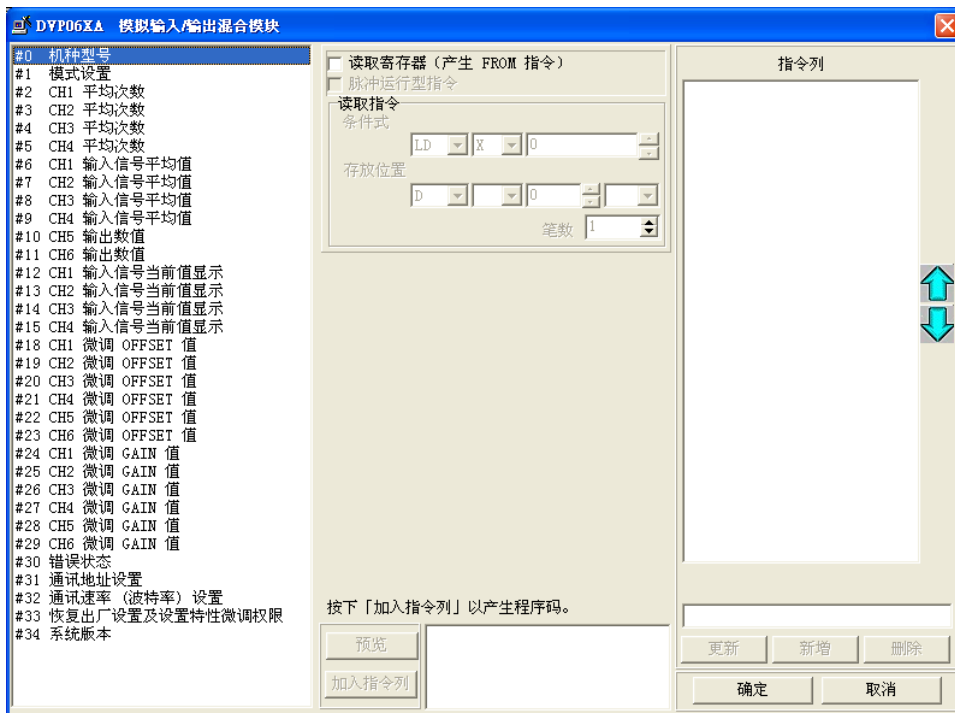 DVP06XA 模拟输入/输出混合模块
#0 机种型号
#1 模式设置
#2 CH1 平均次数
#3 CH2 平均次数
#4 CH3 平均次数
#5 CH4 平均次数
#6 CH1 输入信号平均值
#7 CH2 输入信号平均值
#8 CH3 输入信号平均值
#9 CH4 输入信号平均值
#10 CH5 输出数值
#11 CH6 输出数值
#12 CH1 输入信号当前值显示
#13 CH2 输入信号当前值显示
#14 CH3 输入信号当前值显示
#15 CH4 输入信号当前值显示
#18 CH1 微调 OFFSET 值
#19 CH2 微调 OFFSET 值
#20 CH3 微调 OFFSET 值
#21 CH4 微调 OFFSET 值
#22 CH5 微调 OFFSET 值
#23 CH6 微调 OFFSET 值
#24 CH1 微调 GAIN 值
#25 CH2 微调 GAIN 值
#26 CH3 微调 GAIN 值
#27 CH4 微调 GAIN 值
#28 CH5 微调 GAIN 值
#29 CH6 微调 GAIN 值
#30 错误状态
#31 通讯地址设置
#32 通讯速率 (波特率) 设置
#33 恢复出厂设置及设置特性微调权限
#34 系统版本
读取寄存器(产生 FROM 指令)
脉冲运行型指令
读取指令
条件式
LD X 0
存放位置
D 0
笔数 1
按下「加入指令列」以产生程序码。
预览
加入指令列
指令列
更新 新增 删除
确定 取消